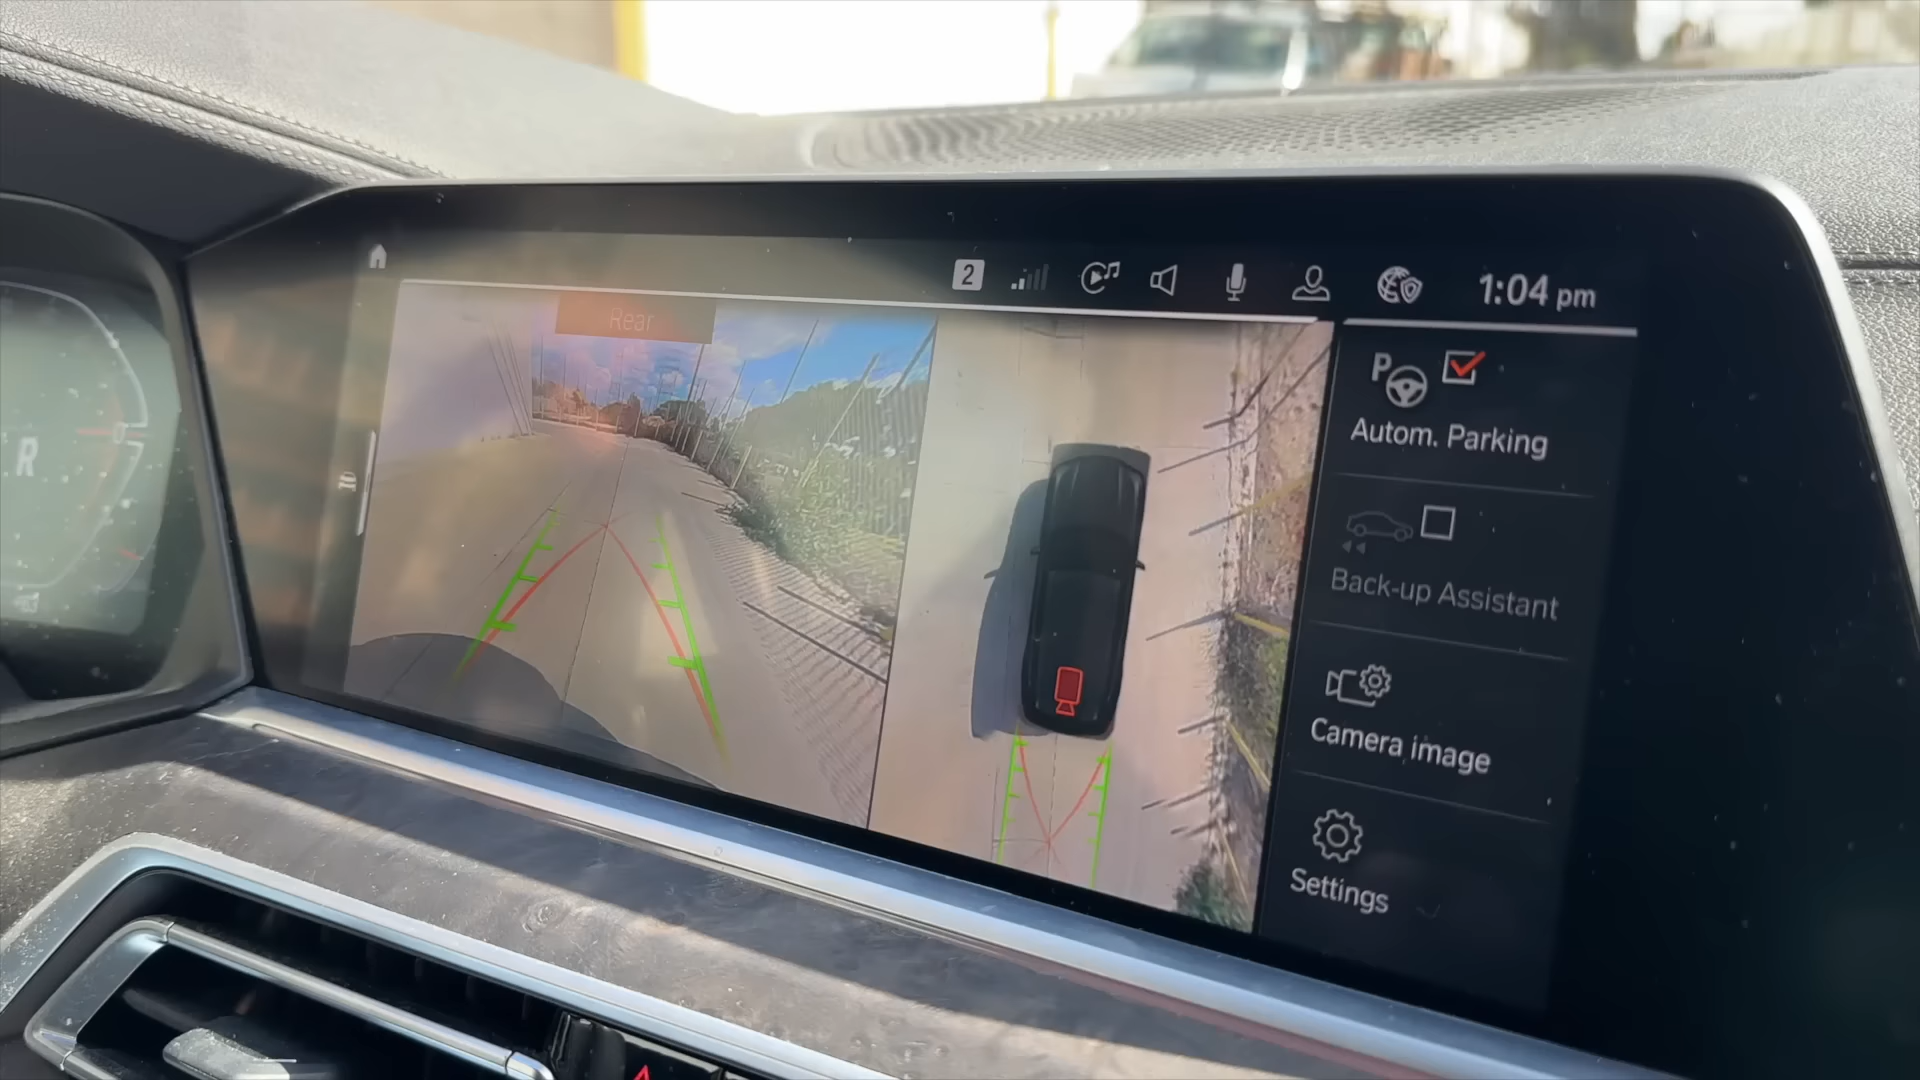 2
1:04 pm
Rear
R
P
Autom. Parking
Back-up Assistant
Camera image
Settings